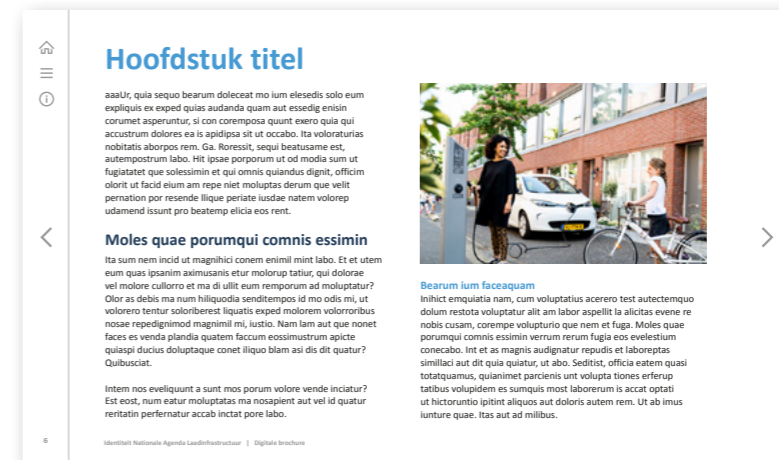 Hoofdstuk titel
aaaUr, quia sequo bearum doleceat mo ium elesedis solo eum
expliquis ex exped quias audanda quam aut essedig enisin
corumet asperuntur, si con coremposa quunt exero quia qui
accustrum dolores ea is apidipsa sit ut occabo. Ita voloraturias
nobitatis aborpos rem. Ga. Roressit, sequi beatusame est,
autempostrum labo. Hit ipsae porporum ut od modia sum ut
fugiatatet que solessimin et qui omnis quiandus dignit, officim
olorit ut facid eium am repe niet moluptas derum que velit
pernation por resende llique periate iusdae natem volorep
udamend issunt pro beatemp elicia eos rent.
Moles quae porumqui comnis essimin
Ita sum nem incid ut magnihici conem enimil mint labo. Et et utem
eum quas ipsanim aximusanis etur molorup tatiur, qui dolorae
vel molore cullorro et ma di ullit eum remporum ad moluptatur?
Olor as debis ma num hiliquodia senditempos id mo odis mi, ut
volorero tentur soloriberest liquatis exped molorem volorroribus
nosae repedignimod magnimil mi, iustio. Nam lam aut que nonet
faces es venda plandia quatem faccum eossimustrum apicte
quaspi ducius doluptaque conet iliquo blam asi dis dit quatur?
Quibusciat.
Intem nos eveliquunt a sunt mos porum volore vende inciatur?
Est eost, num eatur moluptatas ma nosapient aut vel id quatur
reritatin perfernatur accab inctat pore labo.
Bearum ium faceaquam
Inihict emquiatia nam, cum voluptatius acerero test autectemquo
dolum restota voluptatur alit am labor aspellit la alicitas evene re
nobis cusam, corempe volupturio que nem et fuga. Moles quae
porumqui comnis essimin verrum rerum fugia eos evelestium
conecabo. Int et as magnis audignatur repudis et laboreptas
simillaci aut dit quia quiatur, ut abo. Seditist, officia eatem quasi
totatquamus, quianimet parcienis unt volupta tiones erferup
tatibus volupidem es sumquis most laborerum is accat optati
ut hictoruntio ipitint aliquos aut doloris autem rem. Ut ab imus
iunture quae. Itas aut ad milibus.
6
Identiteit Nationale Agenda Laadinfrastructuur | Digitale brochure